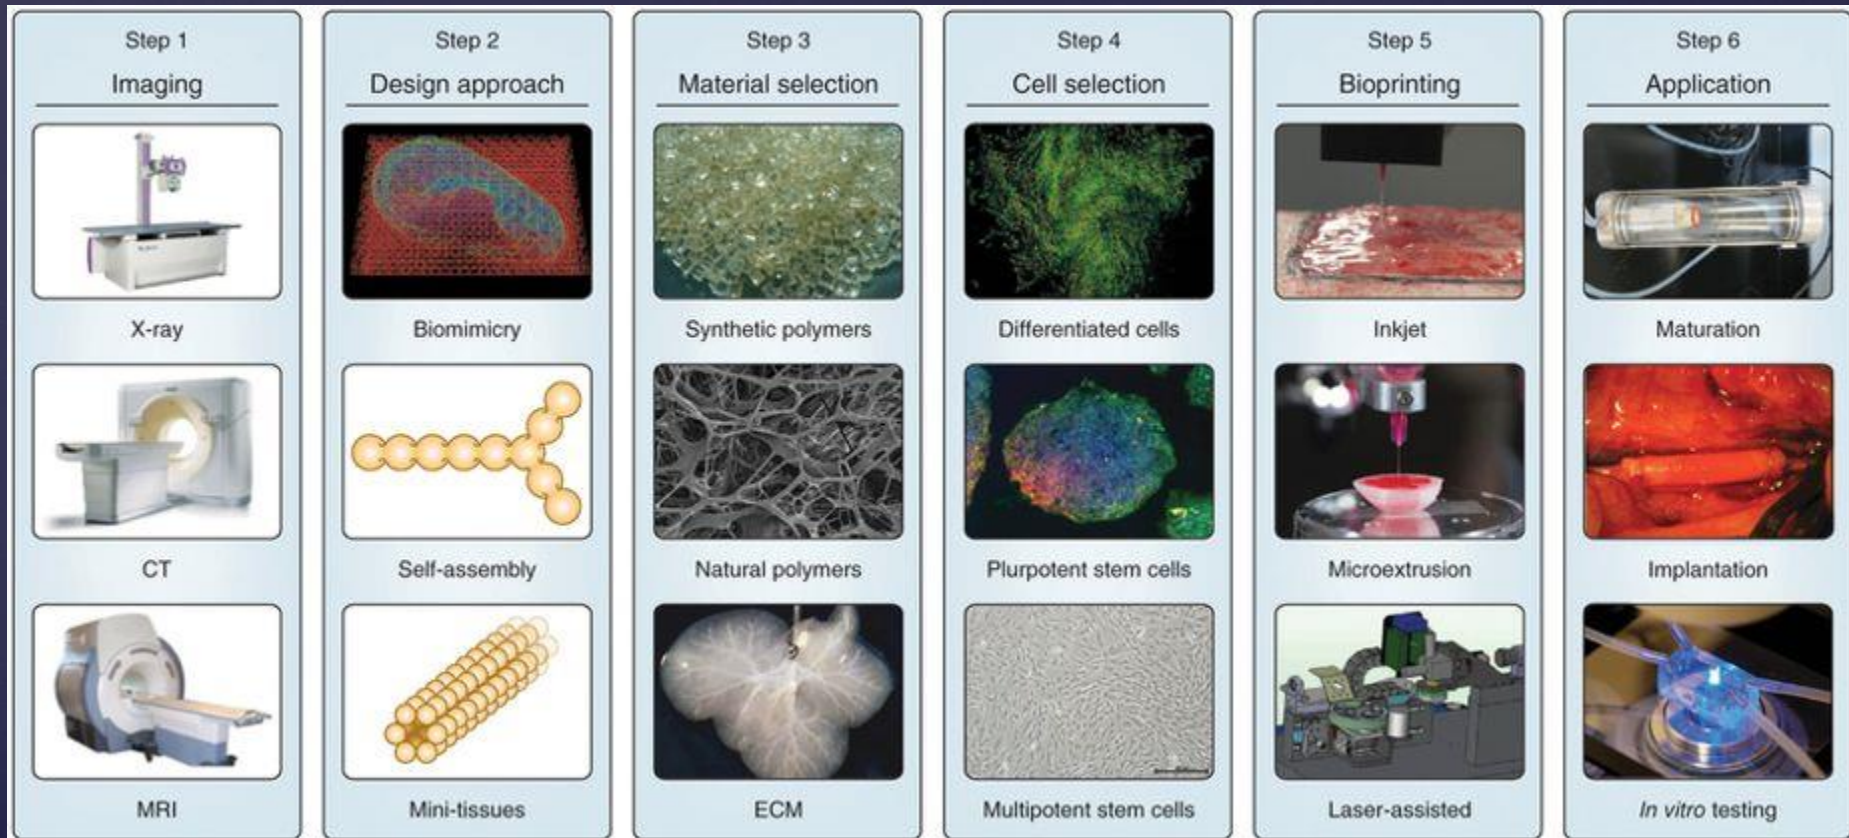 Step 1
Imaging
X-ray
CT
MRI
Step 2
Design approach
Biomimicry
Self-assembly
Mini-tissues
Step 3
Material selection
Synthetic polymers
Natural polymers
ECM
Step 4
Cell selection
Differentiated cells
Plurpotent stem cells
Multipotent stem cells
Step 5
Bioprinting
Inkjet
Microextrusion
Laser-assisted
Step 6
Application
Maturation
Implantation
In vitro testing